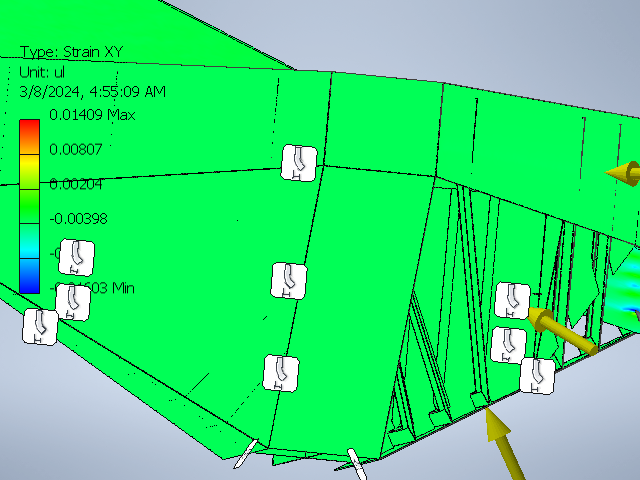 Type: Strain XY
Unit: ul
3/8/2024, 4:55:09 AM
0.01409 Max
0.00807
0.00204
-0.00398
Min